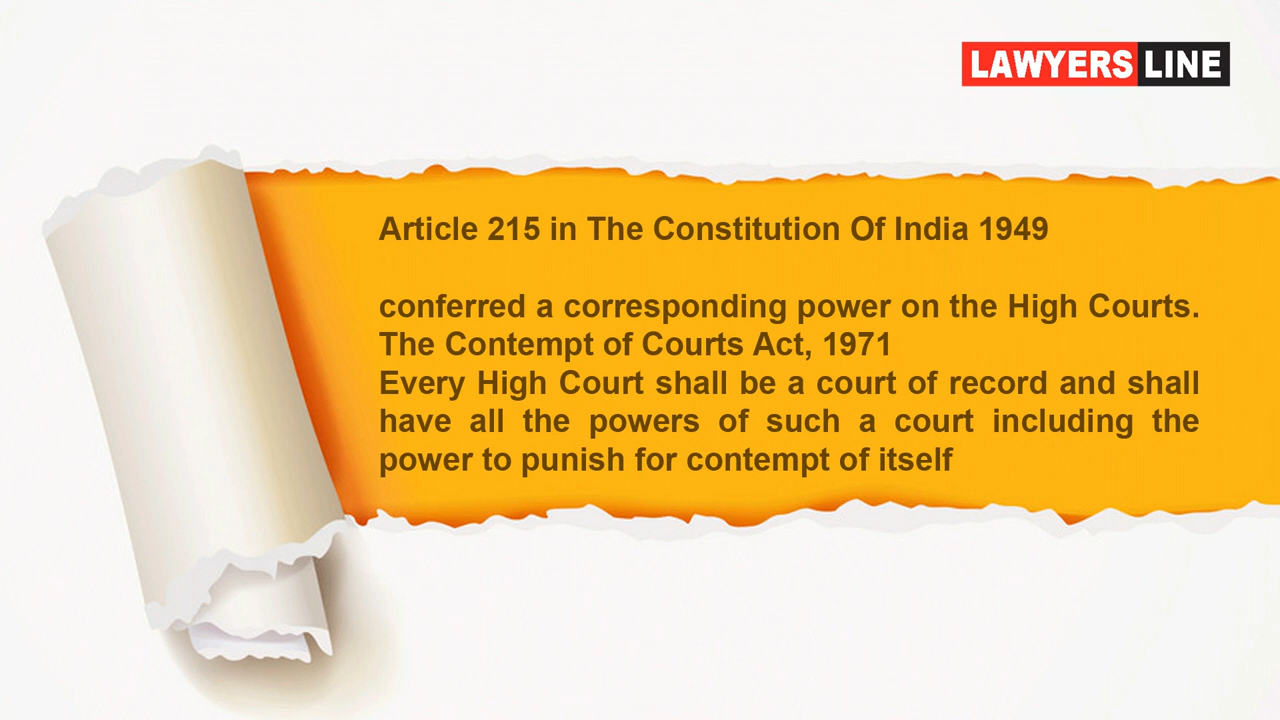 LAWYERS LINE
Article 215 in The Constitution Of India 1949
conferred a corresponding power on the High Courts.
The Contempt of Courts Act, 1971
Every High Court shall be a court of record and shall
have all the powers of such a court including the
power to punish for contempt of itself